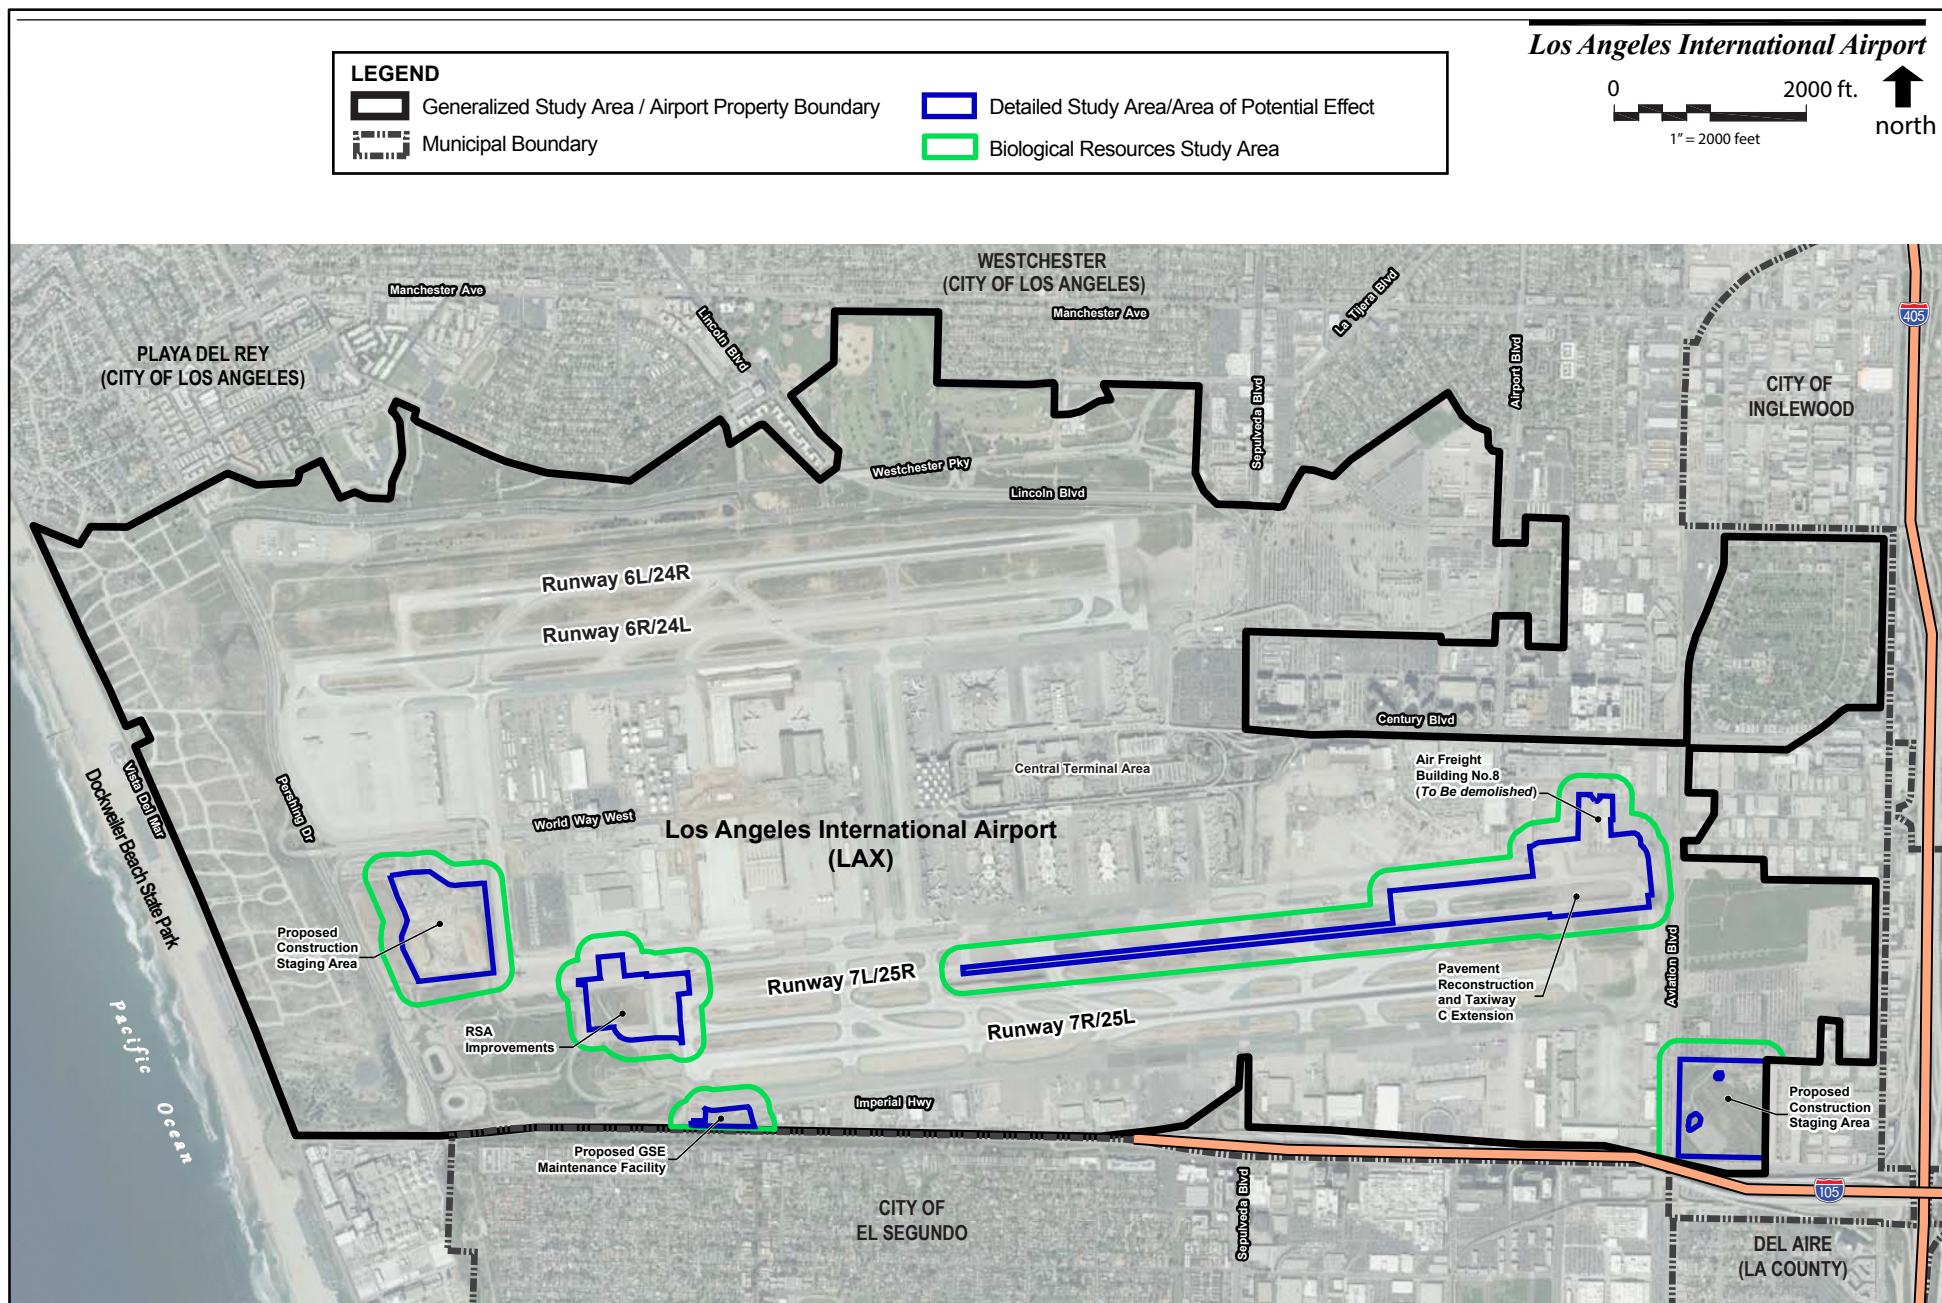 Los Angeles International Airport
0
2000 ft.
1" = 2000 feet
north
LEGEND
Generalized Study Area / Airport Property Boundary
Detailed Study Area/Area of Potential Effect
Municipal Boundary
Biological Resources Study Area
WESTCHESTER
(CITY OF LOS ANGELES)
Manchester Ave
Manchester Ave
La Tijera Blvd
Lincoln Blvd
405
PLAYA DEL REY
(CITY OF LOS ANGELES)
Airport Blvd
CITY OF
INGLEWOOD
Sepulveda Blvd
Westchester Pky
Lincoln Blvd
Runway 6L/24R
Runway 6R/24L
Century Blvd
Central Terminal Area
Air Freight
Building No.8
(To Be demolished)
Vista Del Mar
Dockweiler Beach State Park
Pershing Dr
World Way West
Los Angeles International Airport
(LAX)
Proposed
Construction
Staging Area
Runway 7L/25R
Pavement
Reconstruction
and Taxiway
C Extension
Aviation Blvd
Runway 7R/25L
RSA
Improvements
Pacific
Ocean
Imperial Hwy
Proposed
Construction
Staging Area
Proposed GSE
Maintenance Facility
Sepulveda Blvd
105
CITY OF
EL SEGUNDO
DEL AIRE
(LA COUNTY)